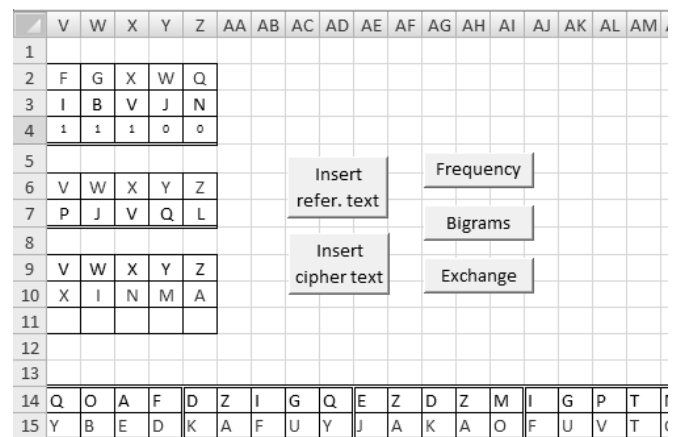 V W X Y Z AA AB AC AD AE AF AG AH AI AJ AK AL AM
1
2 F G X W Q
3 I B V J N
4 1 1 1 0 0
5
6 V W X Y Z
7 P J V Q L
8
9 V W X Y Z
10 X I N M A
11
12
13
14 Q O A F D Z I G Q E Z D Z M I G P T
15 Y B E D K A F U Y J A K A O F U V T
Insert
refer. text
Insert
cipher text
Frequency
Bigrams
Exchange